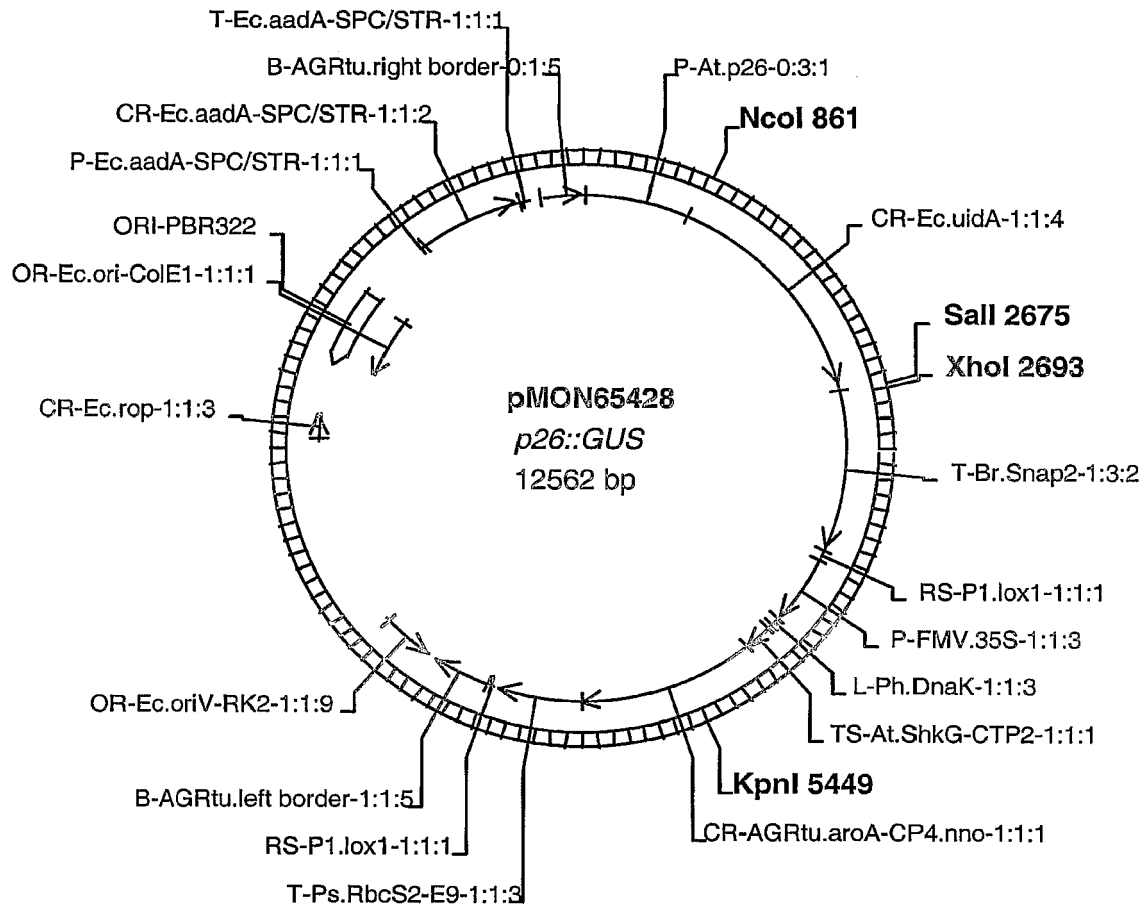 T-Ec.aadA-SPC/STR-1:1:1
B-AGRtu.right border-0:1:5
P-At.p26-0:3:1
CR-Ec.aadA-SPC/STR-1:1:2
NcoI 861
P-Ec.aadA-SPC/STR-1:1:1
ORI-PBR322
CR-Ec.uidA-1:1:4
OR-Ec.ori-ColE1-1:1:1
SalI 2675
XhoI 2693
CR-Ec.rop-1:1:3
pMON65428
p26::GUS
12562 bp
T-Br.Snap2-1:3:2
RS-P1.lox1-1:1:1
P-FMV.35S-1:1:3
L-Ph.DnaK-1:1:3
OR-Ec.oriV-RK2-1:1:9
TS-At.ShkG-CTP2-1:1:1
KpnI 5449
B-AGRtu.left border-1:1:5
CR-AGRtu.aroA-CP4.nno-1:1:1
RS-P1.lox1-1:1:1
T-Ps.RbcS2-E9-1:1:3